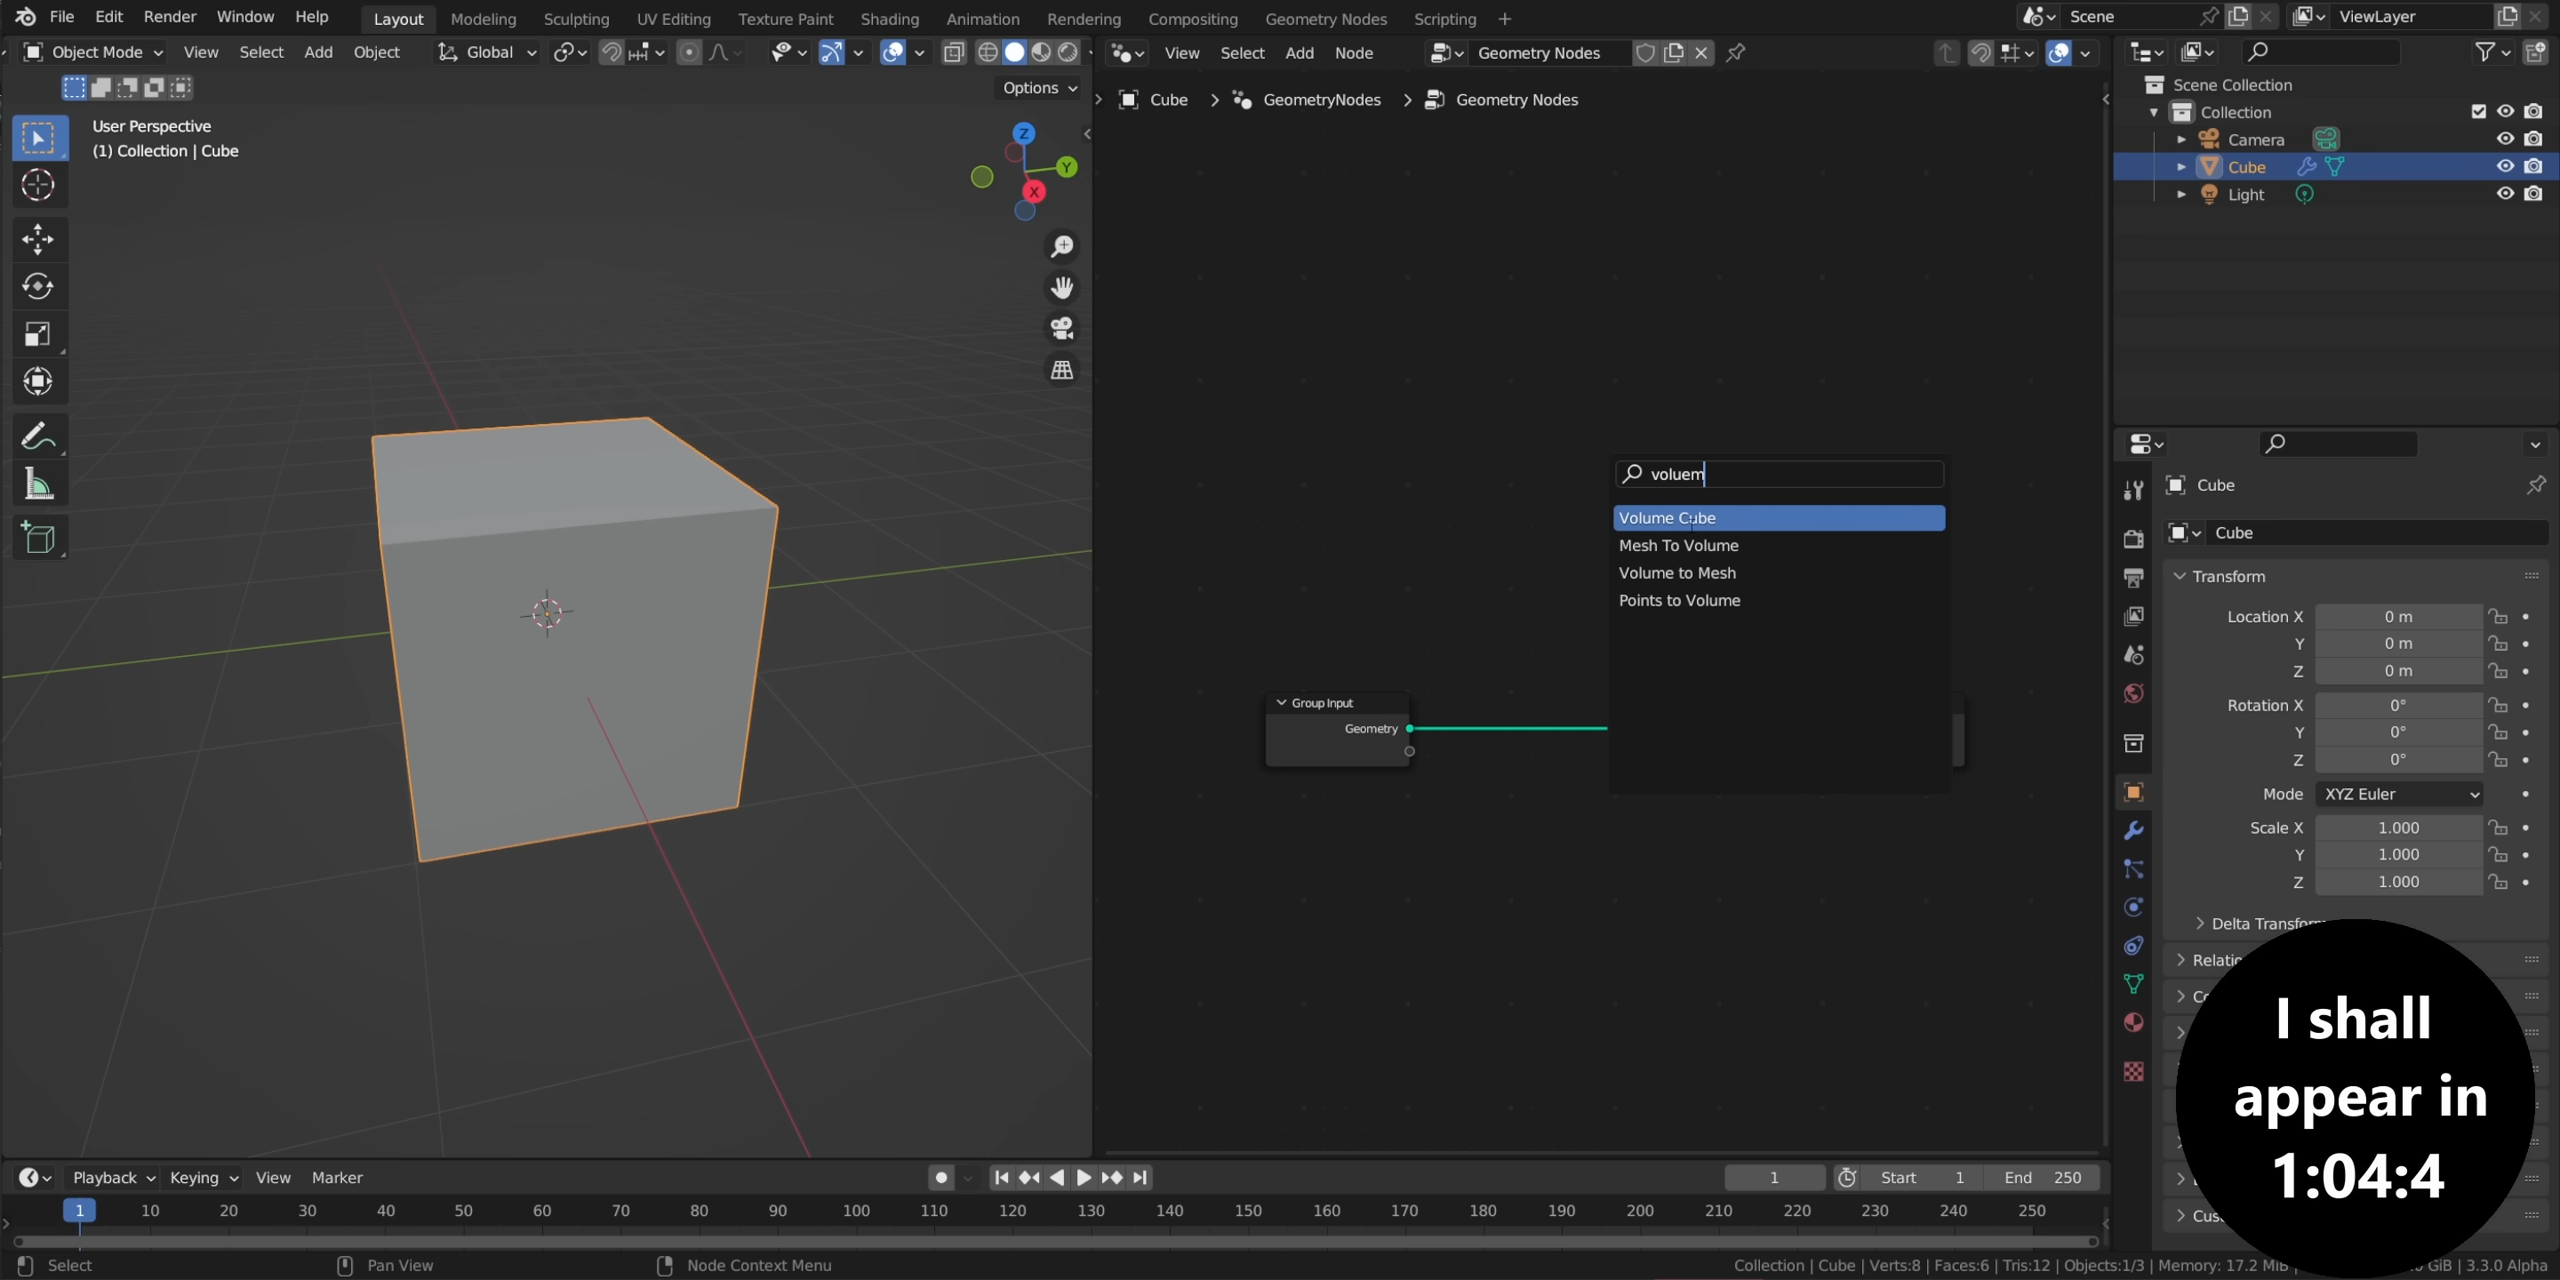 File Edit Render Window Help Layout Modeling Sculpting UV Editing Texture Paint Shading Animation Rendering Compositing Geometry Nodes Scripting + Scene ViewLayer
Object Mode View Select Add Object Global View Select Add Node Geometry Nodes
Options
Cube > GeometryNodes > Geometry Nodes
User Perspective
(1) Collection | Cube
Z
Y
X
Scene Collection
Collection
Camera
Cube
Light
voluem
Volume Cube
Mesh To Volume
Volume to Mesh
Points to Volume
Group Input
Geometry
Cube
Cube
Transform
Location X 0 m
Y 0 m
Z 0 m
Rotation X 0°
Y 0°
Z 0°
Mode XYZ Euler
Scale X 1.000
Y 1.000
Z 1.000
Delta Transfor
Relatio
I shall
appear in
1:04:4
Cus
Playback Keying View Marker 1 Start 1 End 250
1 10 20 30 40 50 60 70 80 90 100 110 120 130 140 150 160 170 180 190 200 210 220 230 240 250
Select Pan View Node Context Menu Collection | Cube | Verts:8 | Faces:6 | Tris:12 | Objects:1/3 | Memory: 17.2 MiB GiB | 3.3.0 Alpha